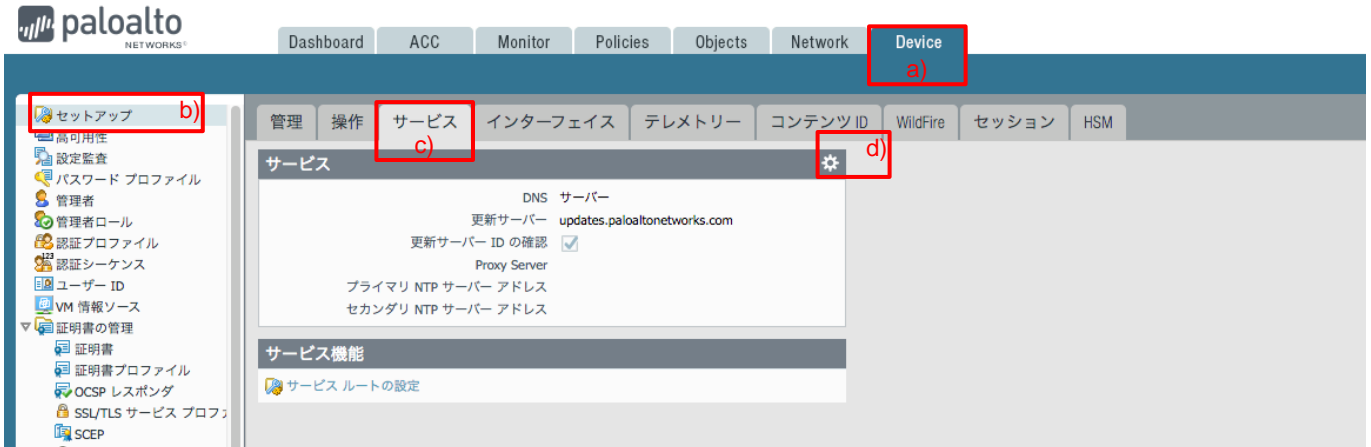 paloalto
NETWORKS®
Dashboard ACC Monitor Policies Objects Network Device
a)
セットアップ b)
高可用性
設定監査
パスワード プロファイル
管理者
管理者ロール
認証プロファイル
認証シーケンス
ユーザー ID
VM 情報ソース
証明書の管理
証明書
証明書プロファイル
OCSP レスポンダ
SSL/TLS サービス プロファ
SCEP
管理 操作 サービス インターフェイス テレメトリー コンテンツ ID WildFire セッション HSM
c)
d)
サービス
DNS サーバー
更新サーバー updates.paloaltonetworks.com
更新サーバー ID の確認
Proxy Server
プライマリ NTP サーバー アドレス
セカンダリ NTP サーバー アドレス
サービス機能
サービス ルートの設定